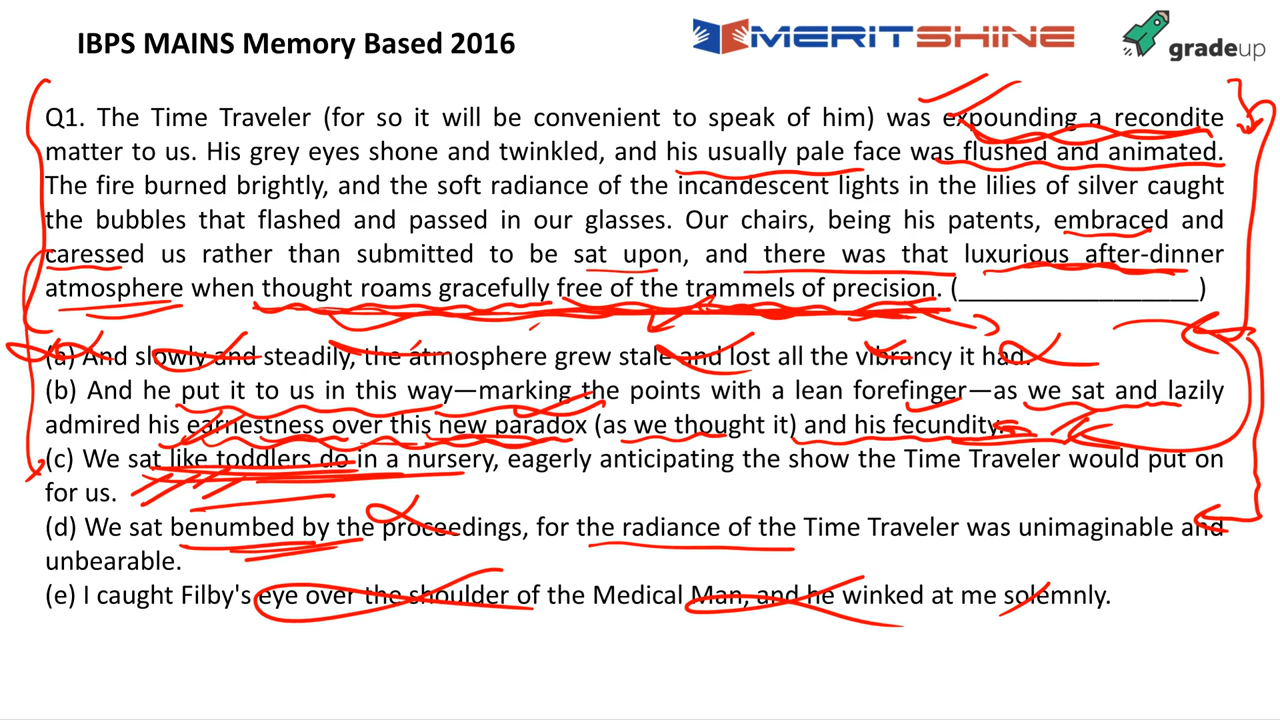 IBPS MAINS Memory Based 2016
MERITSHINE
gradeup
Q1. The Time Traveler (for so it will be convenient to speak of him) was expounding a recondite
matter to us. His grey eyes shone and twinkled, and his usually pale face was flushed and animated.
The fire burned brightly, and the soft radiance of the incandescent lights in the lilies of silver caught
the bubbles that flashed and passed in our glasses. Our chairs, being his patents, embraced and
caressed us rather than submitted to be sat upon, and there was that luxurious after-dinner
atmosphere when thought roams gracefully free of the trammels of precision. (__________________)
(a) And slowly and steadily, the atmosphere grew stale and lost all the vibrancy it had.
(b) And he put it to us in this way—marking the points with a lean forefinger—as we sat and lazily
admired his earnestness over this new paradox (as we thought it) and his fecundity.
(c) We sat like toddlers do in a nursery, eagerly anticipating the show the Time Traveler would put on
for us.
(d) We sat benumbed by the proceedings, for the radiance of the Time Traveler was unimaginable and
unbearable.
(e) I caught Filby's eye over the shoulder of the Medical Man, and he winked at me solemnly.